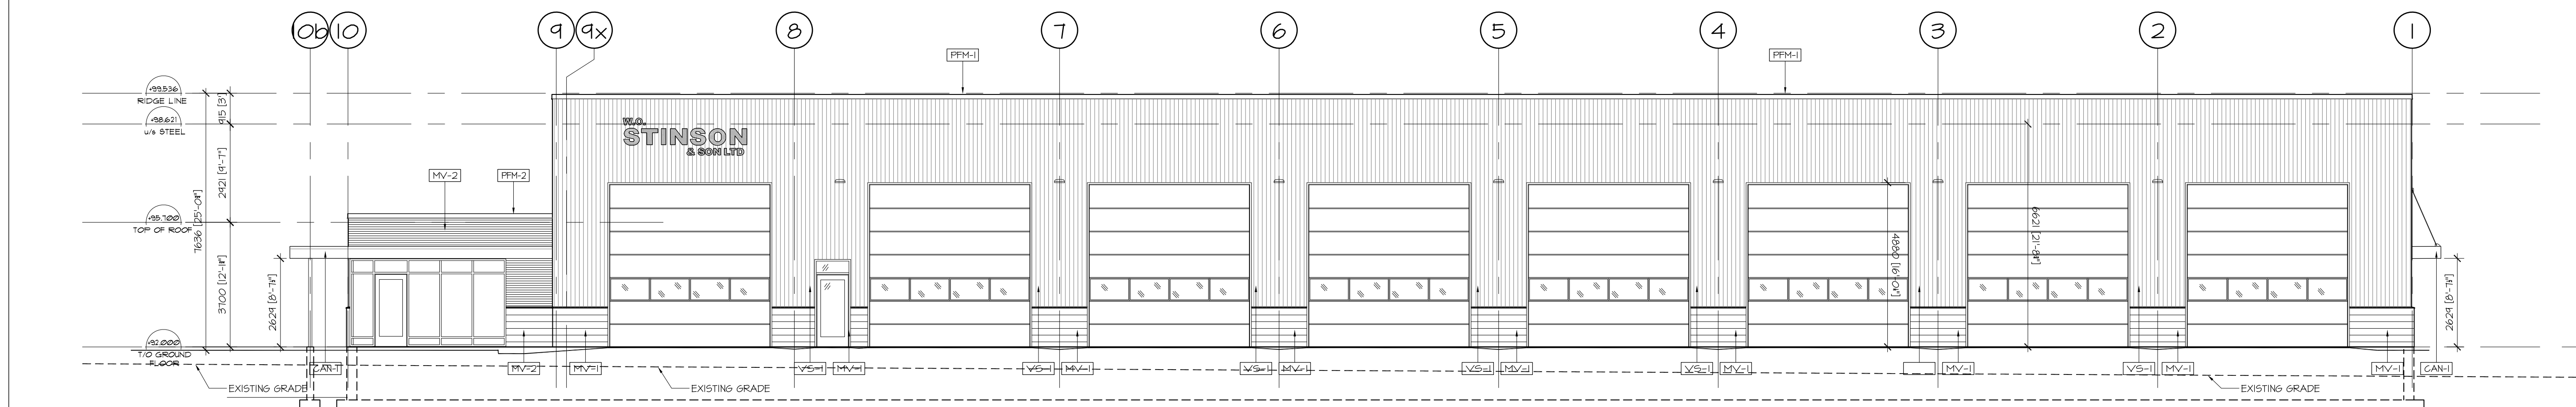 10b
10
9
9x
8
7
6
5
4
3
2
1
PFM-1
PFM-1
+99.536
RIDGE LINE
915 [3']
+98.621
u/s STEEL
W.O.
STINSON
& SON LTD
2921 [9'-7"]
MV-2
PFM-2
+95.700
TOP OF ROOF
7636 [25'-0
3700 [12'-1
2629 [8'-7
4880 [16'-0
6621 [21'-8
2629 [8'-7
+92.000
T/O GROUND
FLOOR
CAN-1
MV-2
MV-1
VS-1
MV-1
VS-1
MV-1
VS-1
MV-1
VS-1
MV-1
VS-1
MV-1
MV-1
VS-1
MV-1
MV-1
CAN-1
EXISTING GRADE
EXISTING GRADE
EXISTING GRADE